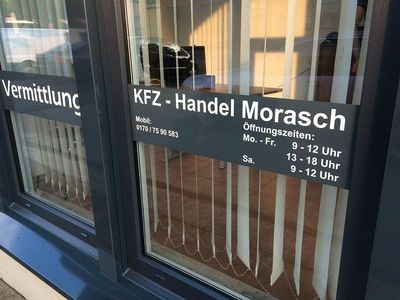 Vermittlung
KFZ - Handel Morasch
Mobil:
0170 / 75 90 583
Öffnungszeiten:
Mo. - Fr. 9 - 12 Uhr
13 - 18 Uhr
Sa. 9 - 12 Uhr